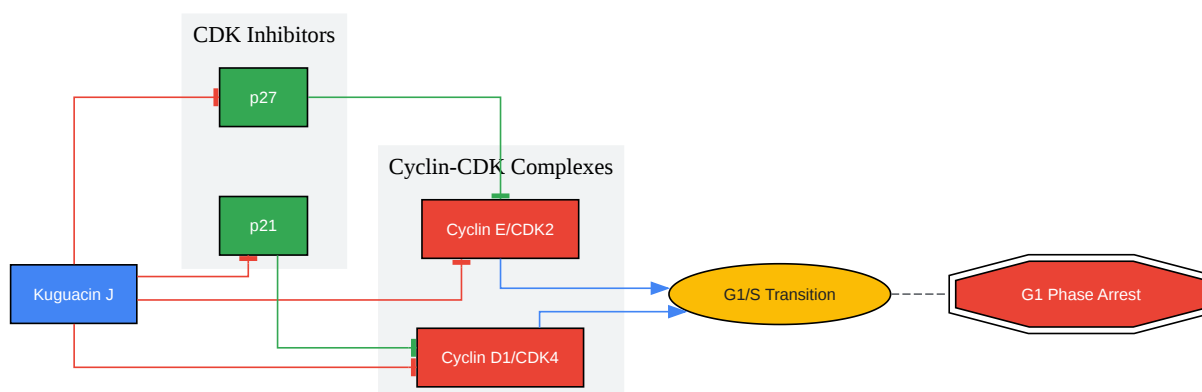 CDK Inhibitors
p27
Cyclin-CDK Complexes
p21
Cyclin E/CDK2
Kuguacin J
G1/S Transition
G1 Phase Arrest
Cyclin D1/CDK4